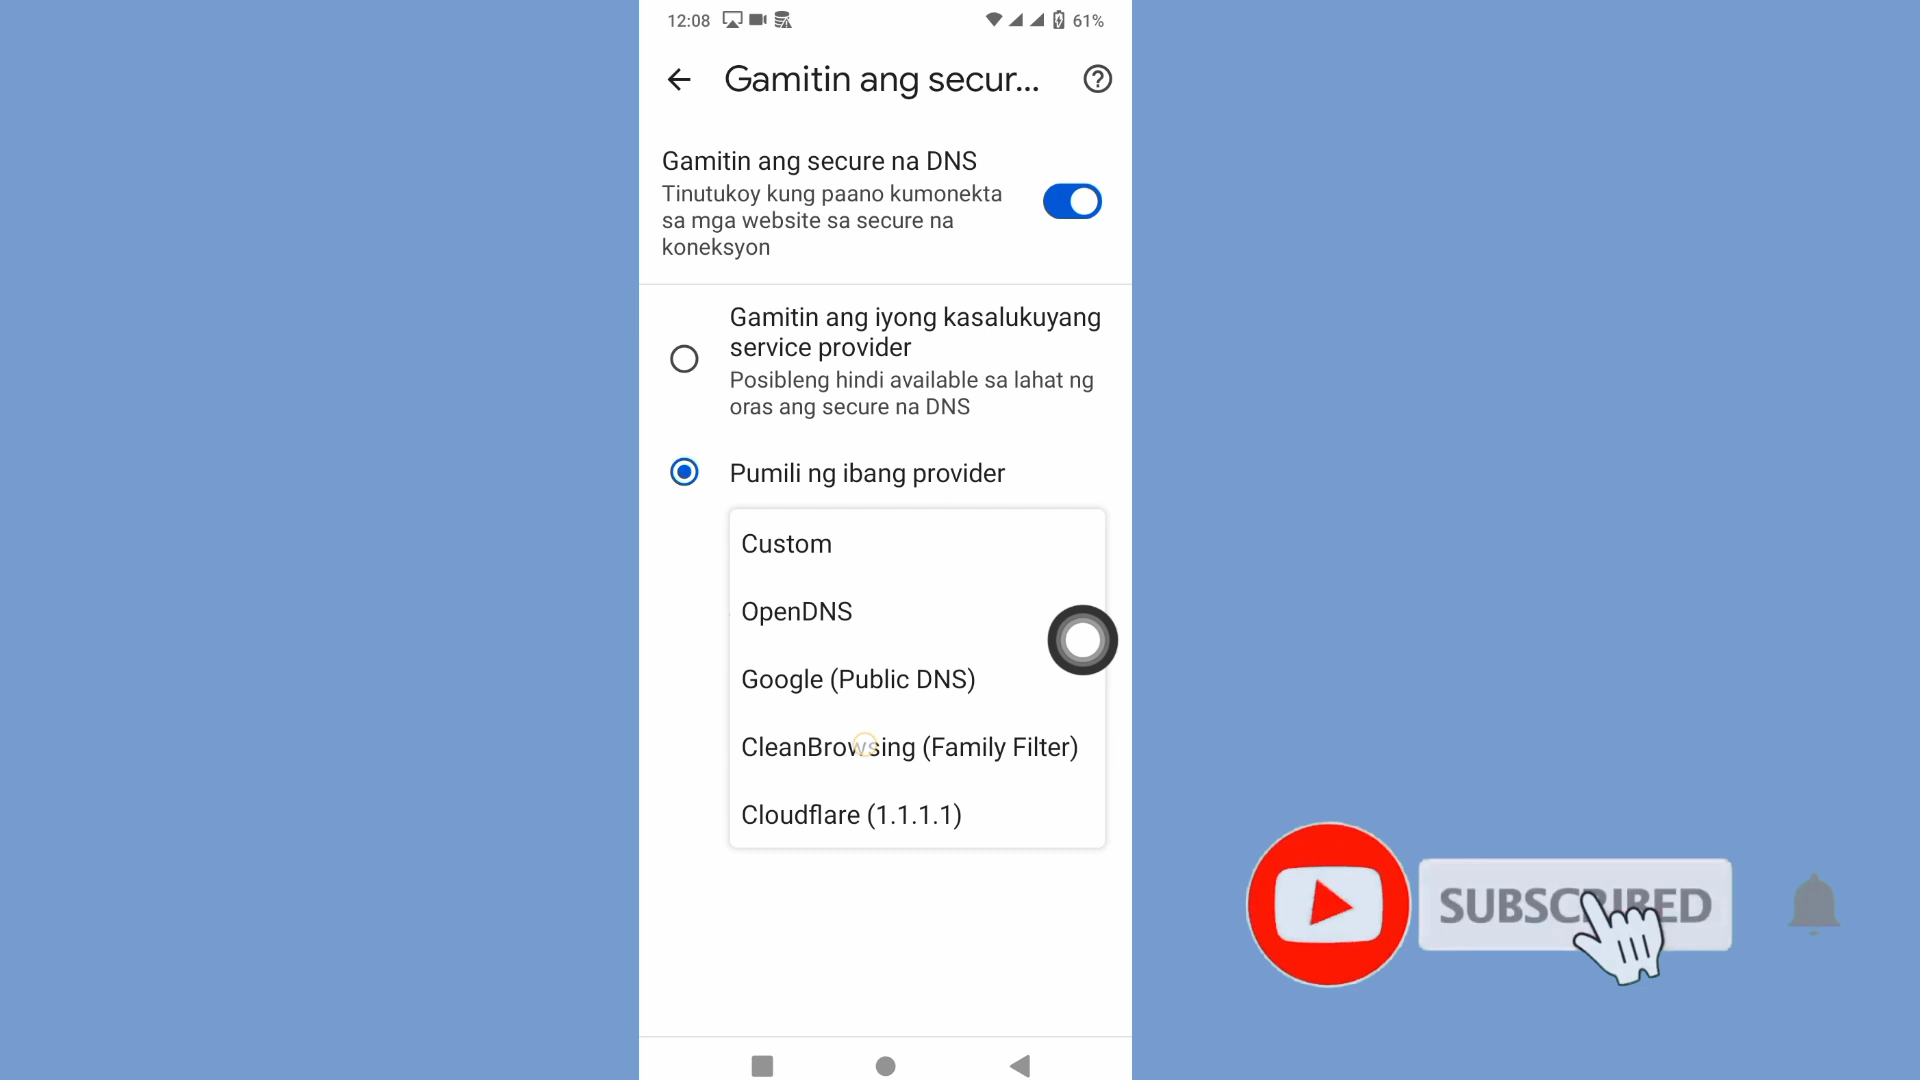 12:08
61%
Gamitin ang secur...
Gamitin ang secure na DNS
Tinutukoy kung paano kumonekta
sa mga website sa secure na
koneksyon
Gamitin ang iyong kasalukuyang
service provider
Posibleng hindi available sa lahat ng
oras ang secure na DNS
Pumili ng ibang provider
Custom
OpenDNS
Google (Public DNS)
CleanBrowsing (Family Filter)
Cloudflare (1.1.1.1)
SUBSCRIBED